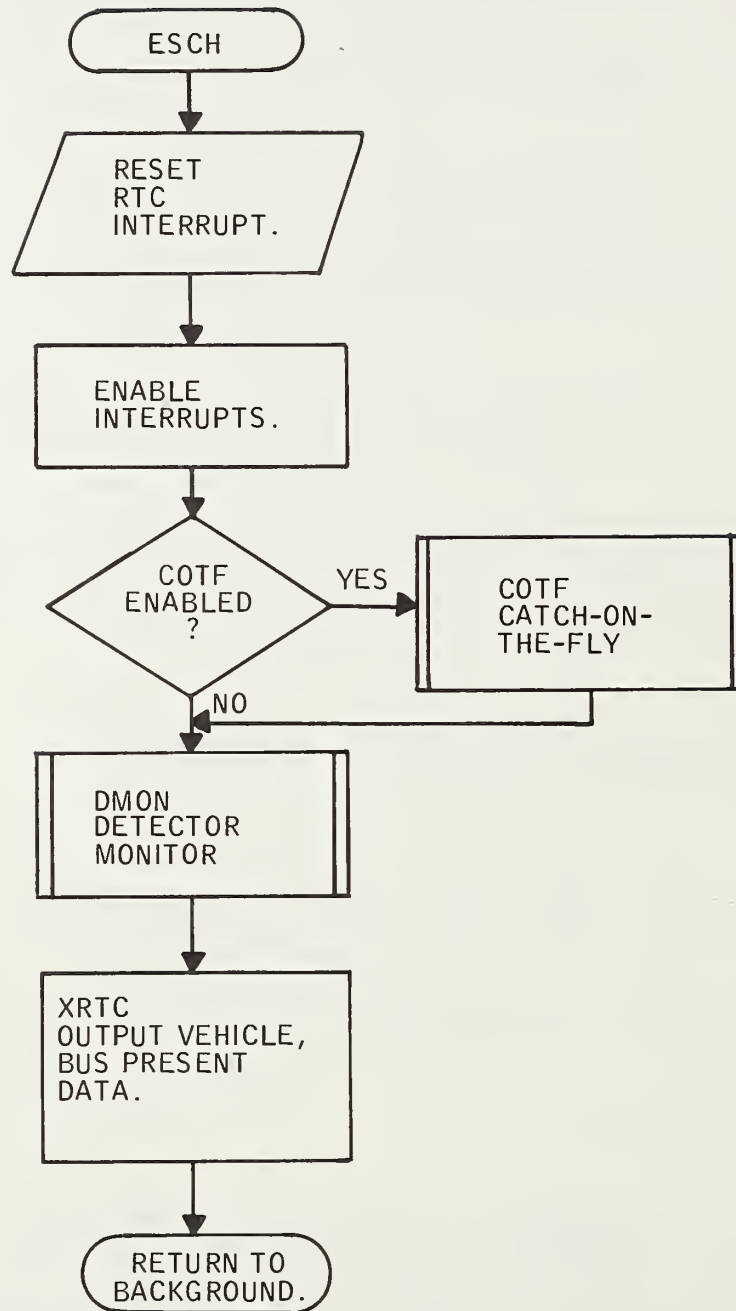 ESCH
RESET
RTC
INTERRUPT.
ENABLE
INTERRUPTS.
COTF
ENABLED
?
YES
COTF
CATCH-ON-
THE-FLY
NO
DMON
DETECTOR
MONITOR
XRTC
OUTPUT VEHICLE,
BUS PRESENT
DATA.
RETURN TO
BACKGROUND.